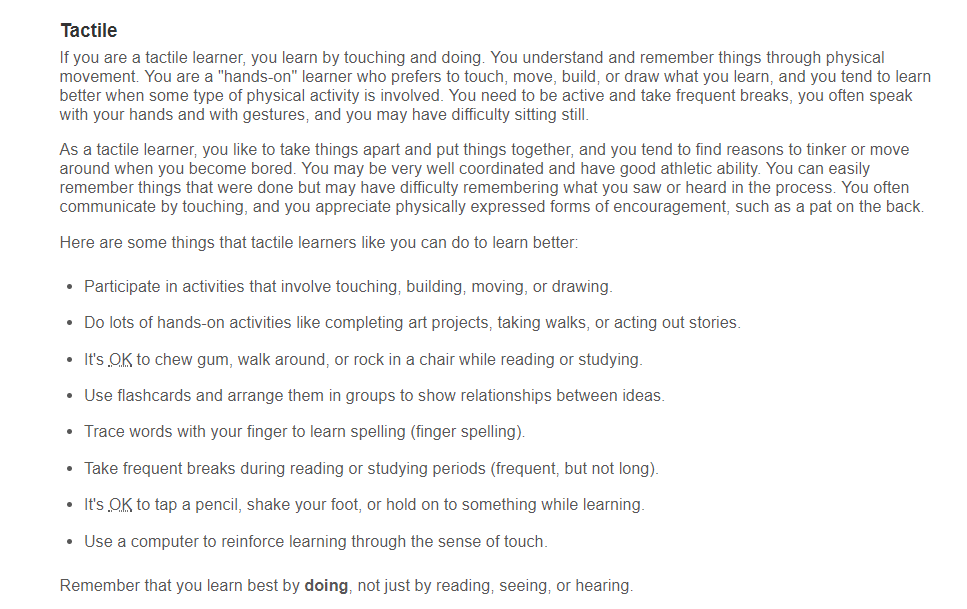 Tactile
If you are a tactile learner, you learn by touching and doing. You understand and remember things through physical
movement. You are a "hands-on" learner who prefers to touch, move, build, or draw what you learn, and you tend to learn
better when some type of physical activity is involved. You need to be active and take frequent breaks, you often speak
with your hands and with gestures, and you may have difficulty sitting still.
As a tactile learner, you like to take things apart and put things together, and you tend to find reasons to tinker or move
around when you become bored. You may be very well coordinated and have good athletic ability. You can easily
remember things that were done but may have difficulty remembering what you saw or heard in the process. You often
communicate by touching, and you appreciate physically expressed forms of encouragement, such as a pat on the back.
Here are some things that tactile learners like you can do to learn better:
• Participate in activities that involve touching, building, moving, or drawing.
• Do lots of hands-on activities like completing art projects, taking walks, or acting out stories.
• It's OK to chew gum, walk around, or rock in a chair while reading or studying.
• Use flashcards and arrange them in groups to show relationships between ideas.
• Trace words with your finger to learn spelling (finger spelling).
• Take frequent breaks during reading or studying periods (frequent, but not long).
• It's OK to tap a pencil, shake your foot, or hold on to something while learning.
• Use a computer to reinforce learning through the sense of touch.
Remember that you learn best by doing, not just by reading, seeing, or hearing.